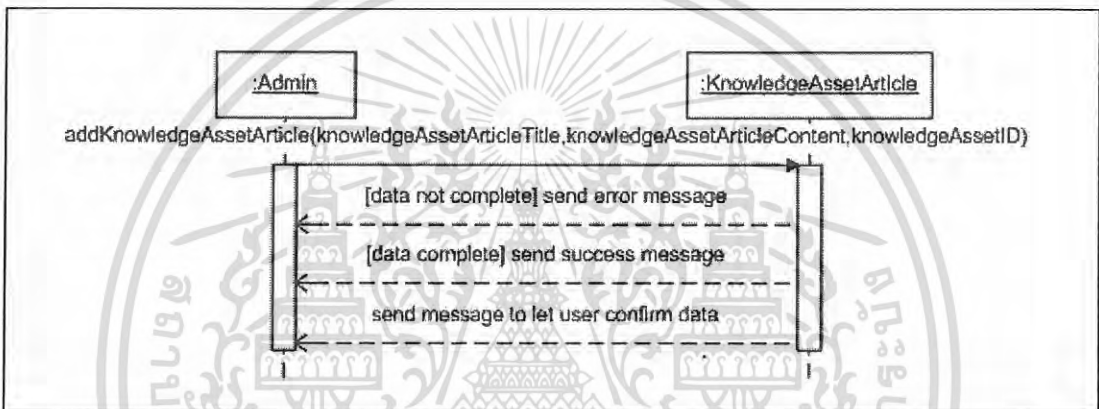 :Admin
:KnowledgeAssetArticle
addKnowledgeAssetArticle(knowledgeAssetArticleTitle,knowledgeAssetArticleContent,knowledgeAssetID)
[data not complete] send error message
[data complete] send success message
send message to let user confirm data